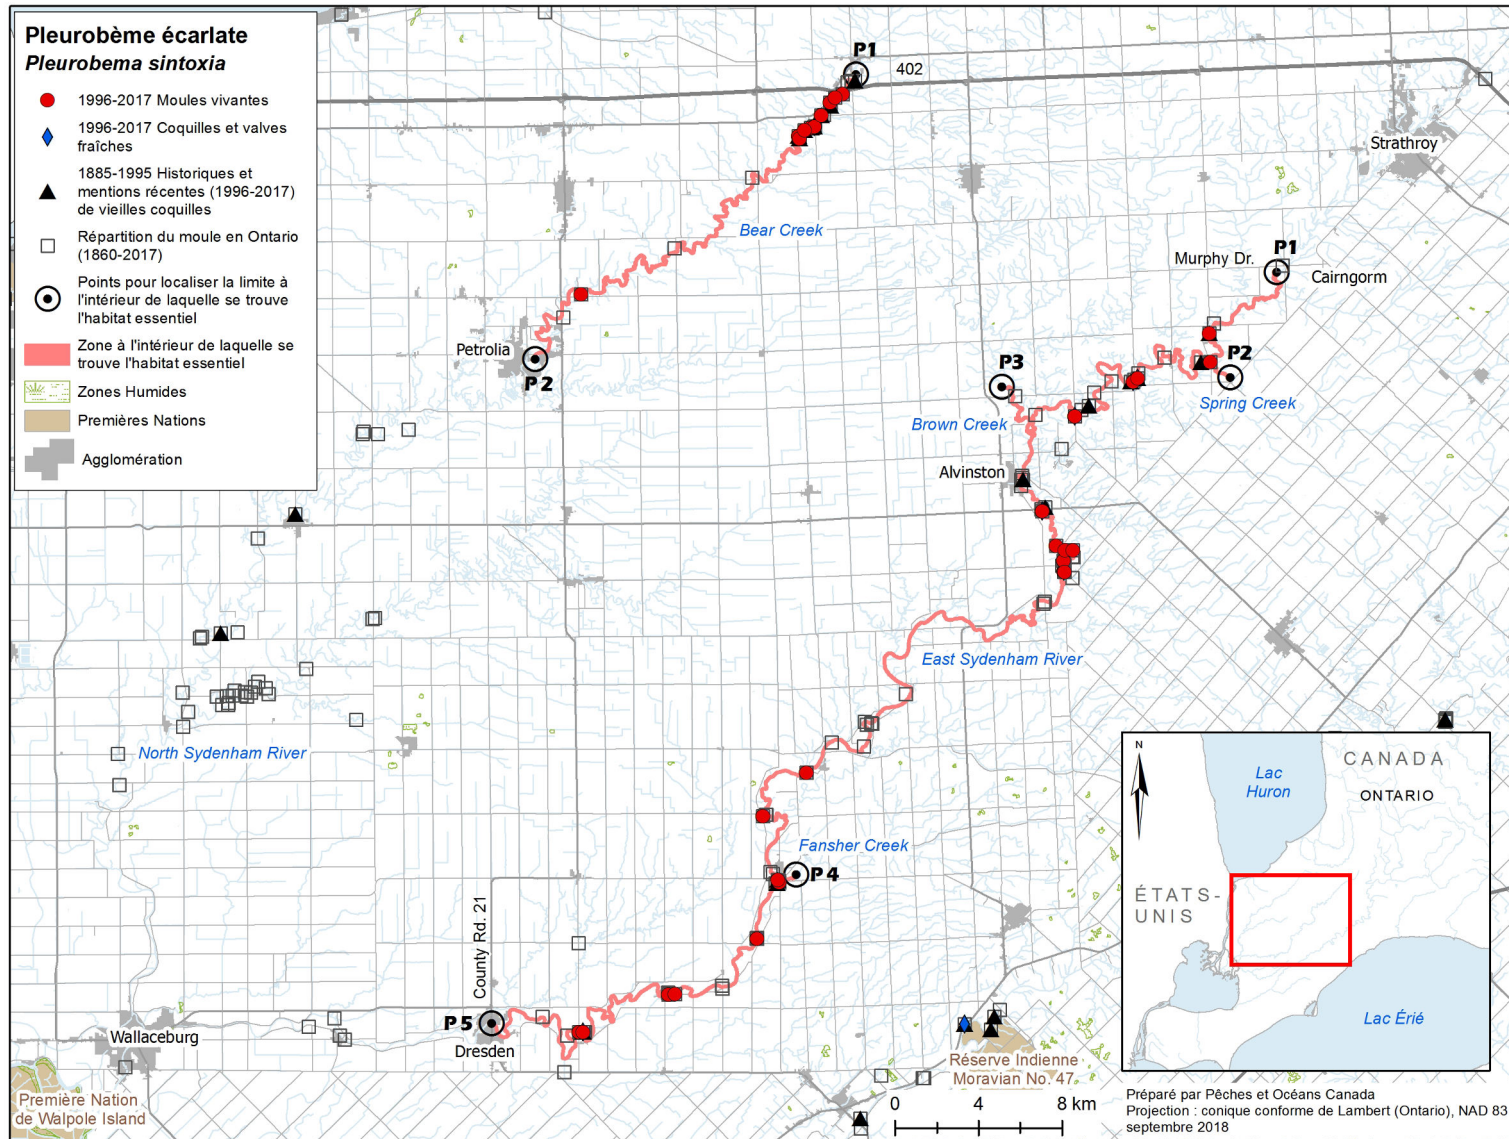 Pleurobème écarlate
Pleurobema sintoxia
1996-2017 Moules vivantes
1996-2017 Coquilles et valves
fraîches
1885-1995 Historiques et
mentions récentes (1996-2017)
de vieilles coquilles
Répartition du moule en Ontario
(1860-2017)
Points pour localiser la limite à
l'intérieur de laquelle se trouve
l'habitat essentiel
Zone à l'intérieur de laquelle se
trouve l'habitat essentiel
Zones Humides
Premières Nations
Agglomération
P1
402
Strathroy
Bear Creek
P1
Murphy Dr.
Cairngorm
Petrolia
P2
P3
P2
Spring Creek
Brown Creek
Alvinston
East Sydenham River
North Sydenham River
Fansher Creek
P4
County Rd. 21
P5
Dresden
Wallaceburg
Première Nation
de Walpole Island
Réserve Indienne
Moravian No. 47
N
CANADA
ONTARIO
Lac
Huron
ÉTATS-
UNIS
Lac Érié
0 4 8 km
Préparé par Pêches et Océans Canada
Projection : conique conforme de Lambert (Ontario), NAD 83
septembre 2018